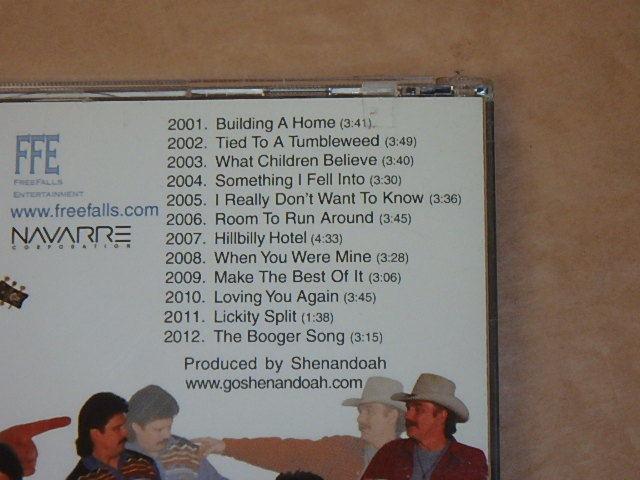 FFE
FREEFALLS
ENTERTAINMENT
www.freefalls.com
NAVARRE
CORPORATION
2001. Building A Home (3:41)
2002. Tied To A Tumbleweed (3:49)
2003. What Children Believe (3:40)
2004. Something I Fell Into (3:30)
2005. I Really Don't Want To Know (3:36)
2006. Room To Run Around (3:45)
2007. Hillbilly Hotel (4:33)
2008. When You Were Mine (3:28)
2009. Make The Best Of It (3:06)
2010. Loving You Again (3:45)
2011. Lickity Split (1:38)
2012. The Booger Song (3:15)
Produced by Shenandoah
www.goshenandoah.com